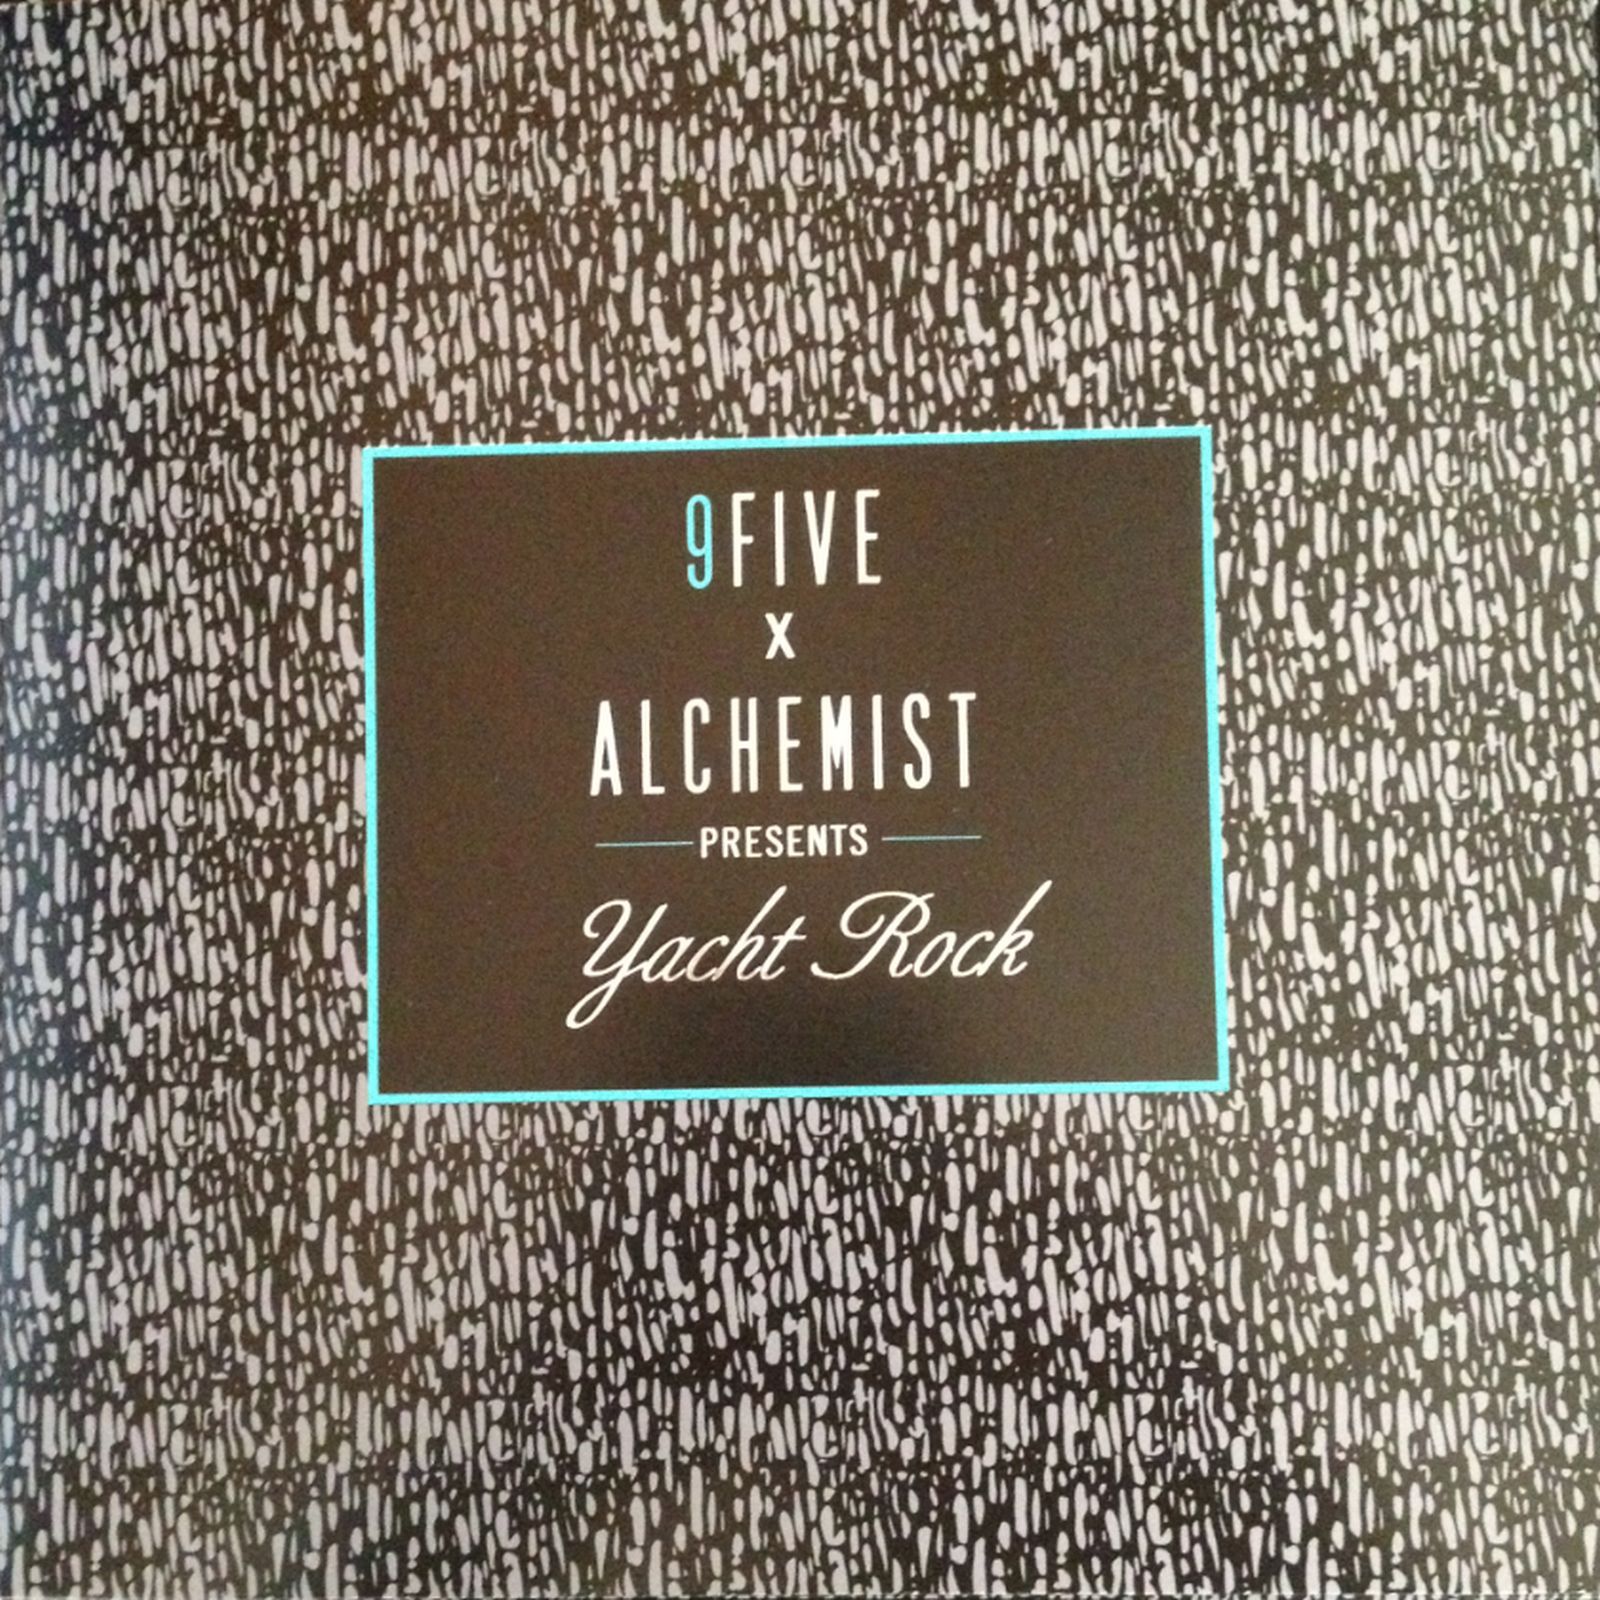 9FIVE
X
ALCHEMIST
PRESENTS
Yacht Rock